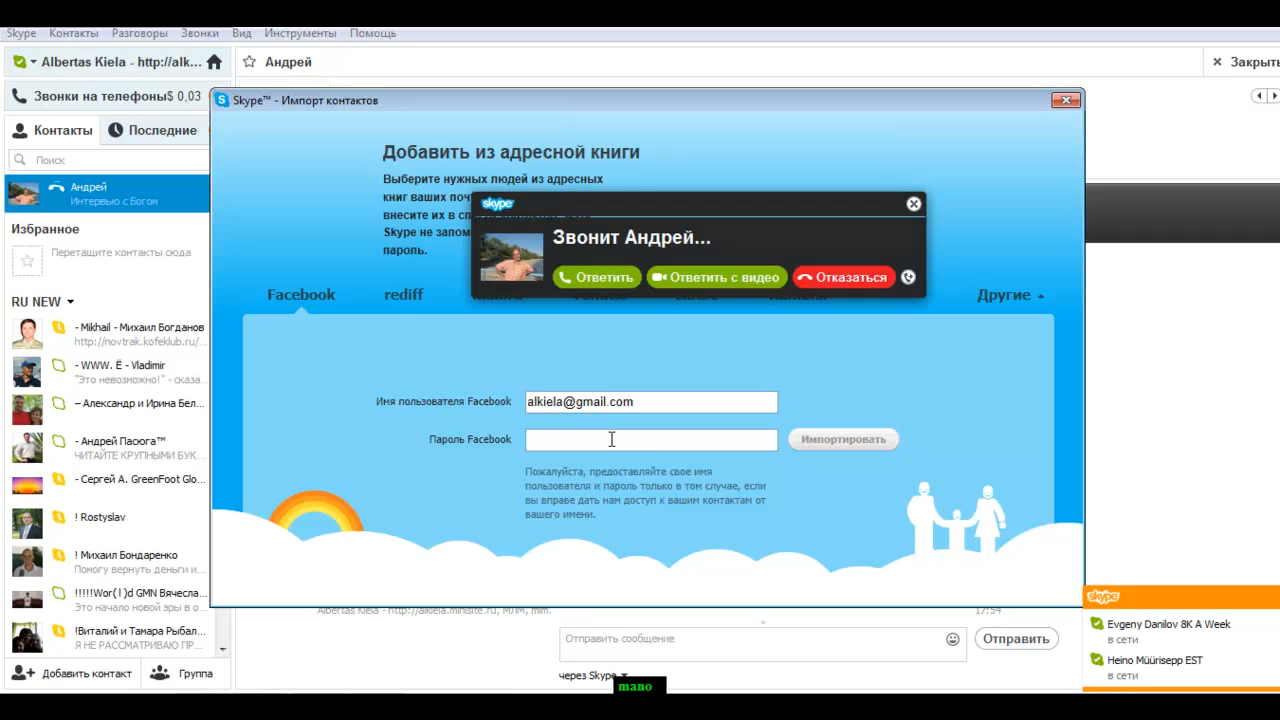 Skype Контакты Разговоры Звонки Вид Инструменты Помощь
Albertas Kiela - http://alk...
Андрей
Закрыть
Звонки на телефоны$ 0,03
Контакты
Последние
Поиск
Андрей
Интервью с Богом
Избранное
Перетащите контакты сюда
RU NEW
- Mikhail - Михаил Богданов
http://novtrak.kofeklub.ru/
- WWW. Ё - Vladimir
"Это невозможно!" - сказа...
– Александр и Ирина Бел...
- Андрей Пасюга™
ЧИТАЙТЕ КРУПНЫМИ БУК
- Сергей А. GreenFoot Glo...
! Rostyslav
! Михаил Бондаренко
Помогу вернуть деньги и...
!!!!!Wor( l )d GMN Вячесла...
Это начало новой эры в о...
!Виталий и Тамара Рыбал...
Я НЕ РАССМАТРИВАЮ ПР...
Добавить контакт
Группа
Skype™ - Импорт контактов
Добавить из адресной книги
Выберите нужных людей из адресных
книг ваших поч
внесите их в сп
Skype не запом
пароль.
skype
Звонит Андрей...
Ответить
Ответить с видео
Отказаться
Facebook
rediff
Другие
Имя пользователя Facebook
alkiela@gmail.com
Пароль Facebook
Импортировать
Пожалуйста, предоставляйте свое имя
пользователя и пароль только в том случае, если
вы вправе дать нам доступ к вашим контактам от
вашего имени.
Albertas Kiela - http://alkiela.minisite.ru, МЛМ, mlm.
17:54
Отправить сообщение
Отправить
через Skype
mano
skype
Evgeny Danilov 8K A Week
в сети
Heino Müürisepp EST
в сети